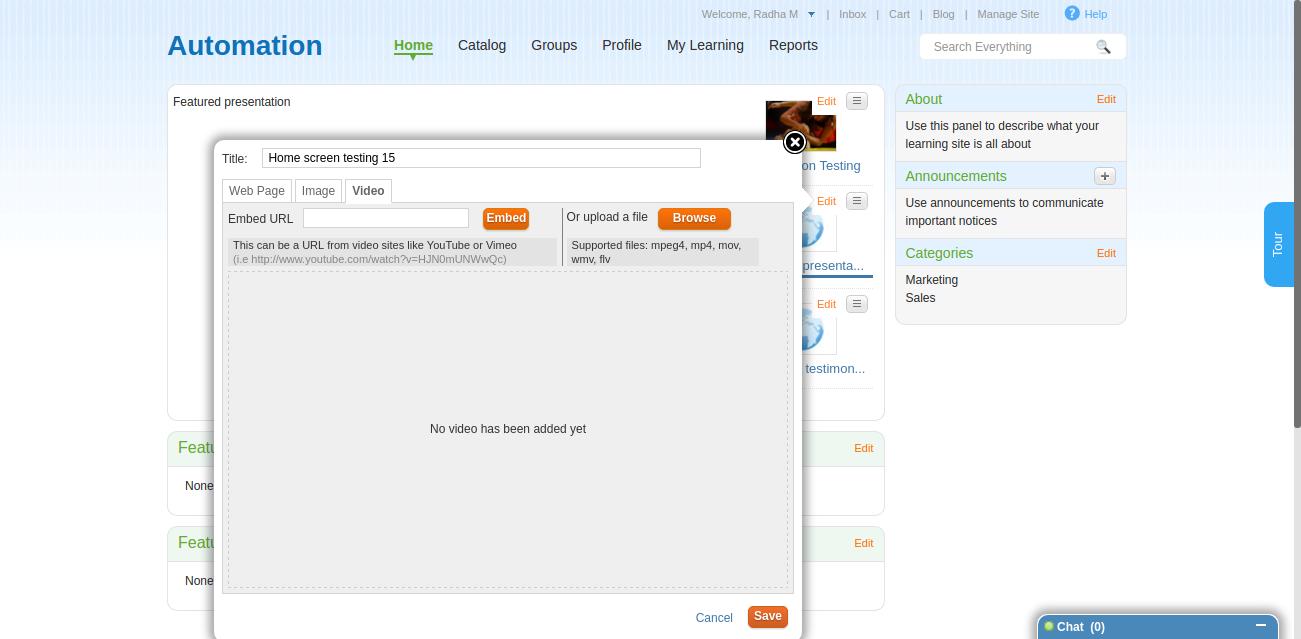 Welcome, Radha M | Inbox | Cart | Blog | Manage Site ? Help
Automation
Home Catalog Groups Profile My Learning Reports
Search Everything
Featured presentation
Edit
on Testing
Edit
presenta...
Edit
testimon...
About Edit
Use this panel to describe what your
learning site is all about
Announcements +
Use announcements to communicate
important notices
Categories Edit
Marketing
Sales
Tour
Title: Home screen testing 15
Web Page Image Video
Embed URL Embed
This can be a URL from video sites like YouTube or Vimeo
(i.e http://www.youtube.com/watch?v=HJN0mUNWwQc)
Or upload a file Browse
Supported files: mpeg4, mp4, mov,
wmv, flv
No video has been added yet
Cancel Save
Featu Edit
None
Featu Edit
None
Chat (0)